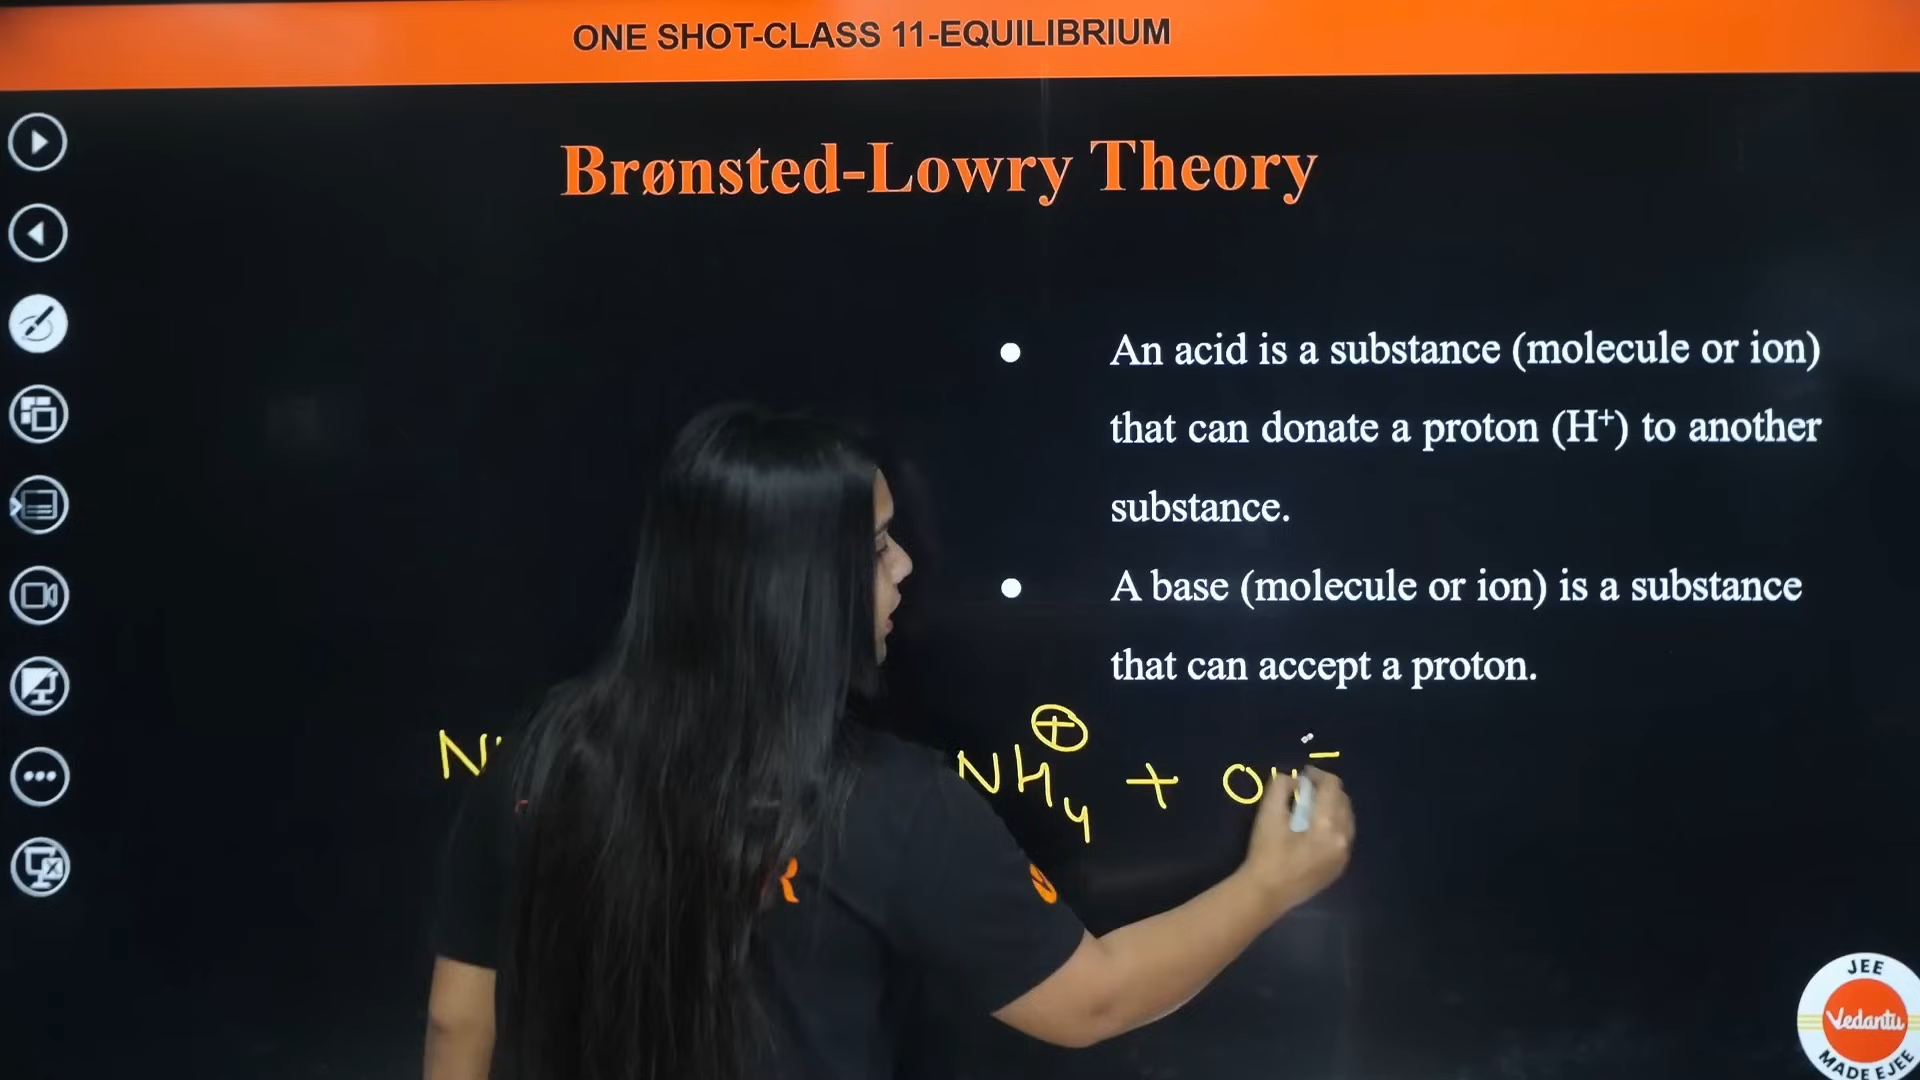 ONE SHOT-CLASS 11-EQUILIBRIUM
Brønsted-Lowry Theory
● An acid is a substance (molecule or ion)
that can donate a proton (H⁺) to another
substance.
● A base (molecule or ion) is a substance
that can accept a proton.
NH₄⊕ + OH⁻
JEE
Vedantu
MADE EJEE